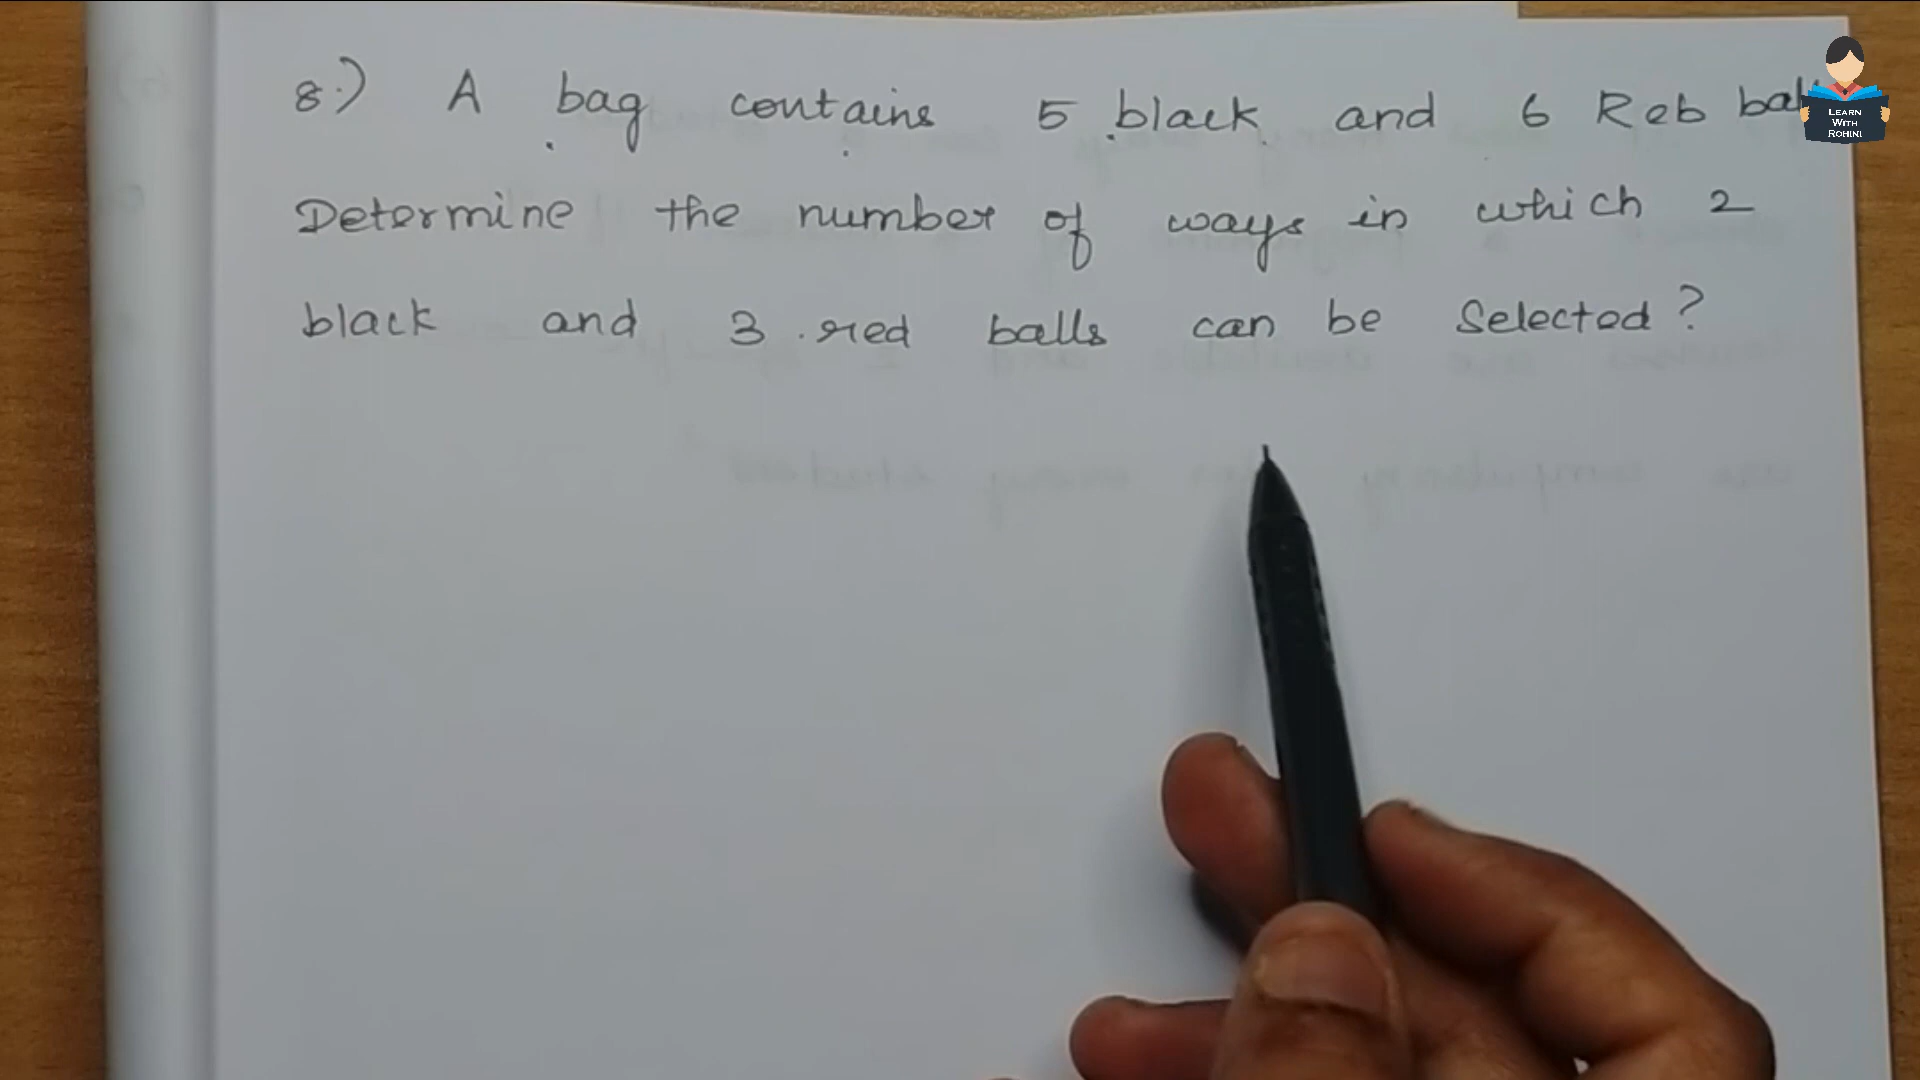 8.) A bag contains 5 black and 6 Reb
Determine the number of ways in which 2
black and 3 red balls can be Selected?
LEARN
WITH
ROHINI